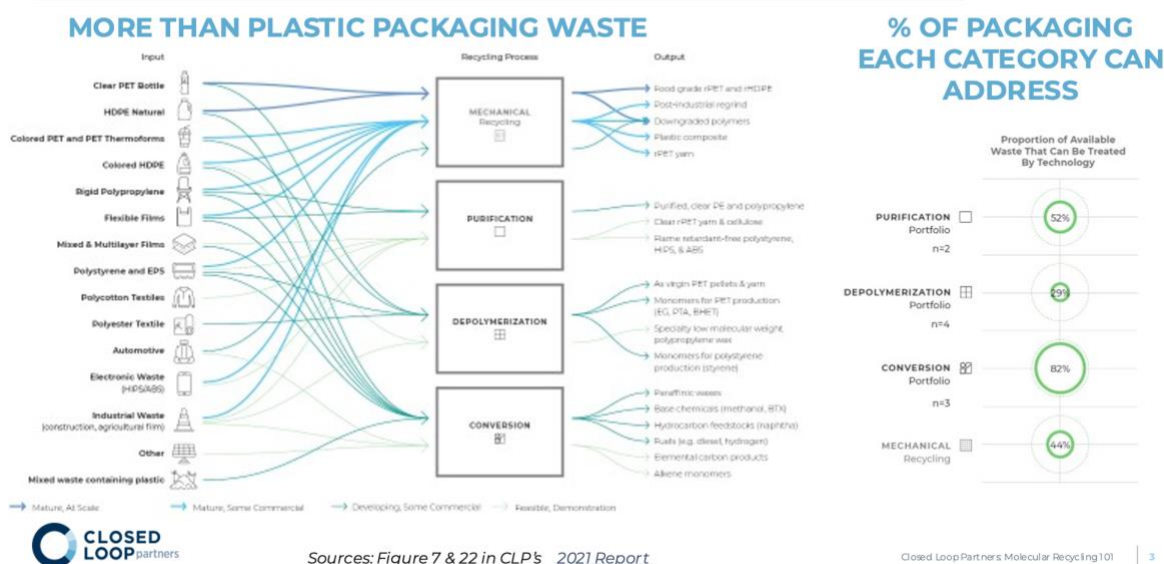 MORE THAN PLASTIC PACKAGING WASTE
Input
Recycling Process
Output
Clear PET Bottle
HDPE Natural
Colored PET and PET Thermoforms
Colored HDPE
Rigid Polypropylene
Flexible Films
Mixed & Multilayer Films
Polystyrene and EPS
Polycotton Textiles
Polyester Textile
Automotive
Electronic Waste
(HIPS/ABS)
Industrial Waste
(construction, agricultural film)
Other
Mixed waste containing plastic
MECHANICAL
Recycling
PURIFICATION
DEPOLYMERIZATION
CONVERSION
Food grade rPET and rHDPE
Post-industrial regrind
Downgraded polymers
Plastic composite
rPET yarn
Purified, clear PE and polypropylene
Clear rPET yarn & cellulose
Flame retardant-free polystyrene,
HIPS, & ABS
As virgin PET pellets & yarn
Monomers for PET production
(EG, PTA, BHET)
Specialty low molecular weight
polypropylene wax
Monomers for polystyrene
production (styrene)
Paraffinic waxes
Base chemicals (methanol, BTX)
Hydrocarbon feedstocks (naphtha)
Fuels (e.g. diesel, hydrogen)
Elemental carbon products
Alkene monomers
Mature, At Scale
Mature, Some Commercial
Developing, Some Commercial
Feasible, Demonstration
% OF PACKAGING
EACH CATEGORY CAN
ADDRESS
Proportion of Available
Waste That Can Be Treated
By Technology
PURIFICATION
Portfolio
n=2
52%
DEPOLYMERIZATION
Portfolio
n=4
29%
CONVERSION
Portfolio
n=3
82%
MECHANICAL
Recycling
44%
CLOSED
LOOP partners
Sources: Figure 7 & 22 in CLP's 2021 Report
Closed Loop Partners: Molecular Recycling 101
3